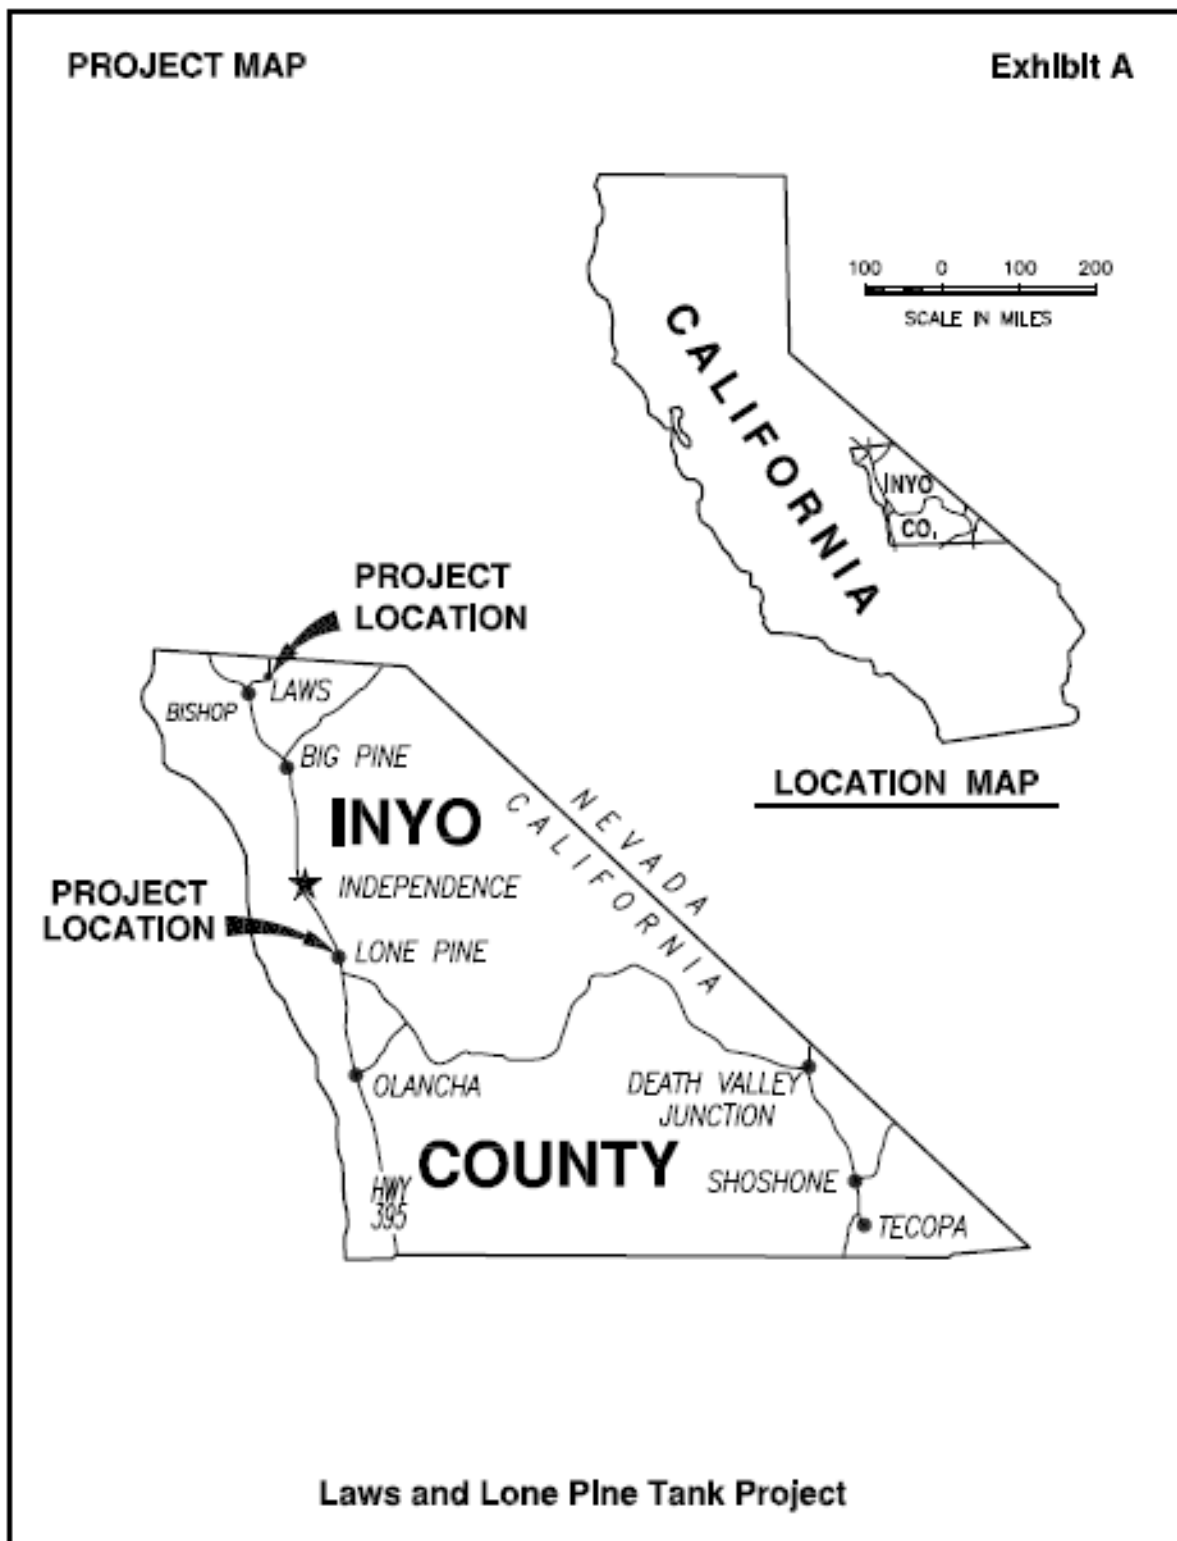 PROJECT MAP
Exhibit A
100 0 100 200
SCALE IN MILES
CALIFORNIA
INYO
CO.
PROJECT
LOCATION
LAWS
BISHOP
BIG PINE
LOCATION MAP
NEVADA
CALIFORNIA
INYO
INDEPENDENCE
PROJECT
LOCATION
LONE PINE
OLANCHA
DEATH VALLEY
JUNCTION
COUNTY
SHOSHONE
HWY
395
TECOPA
Laws and Lone Pine Tank Project